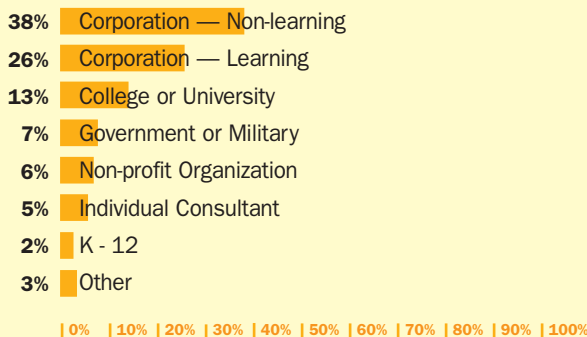 38% Corporation — Non-learning
26% Corporation — Learning
13% College or University
7% Government or Military
6% Non-profit Organization
5% Individual Consultant
2% K - 12
3% Other
| 0% | 10% | 20% | 30% | 40% | 50% | 60% | 70% | 80% | 90% | 100%